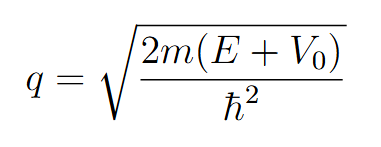 q = \sqrt{\frac{2m(E + V_0)}{\hbar^2}}